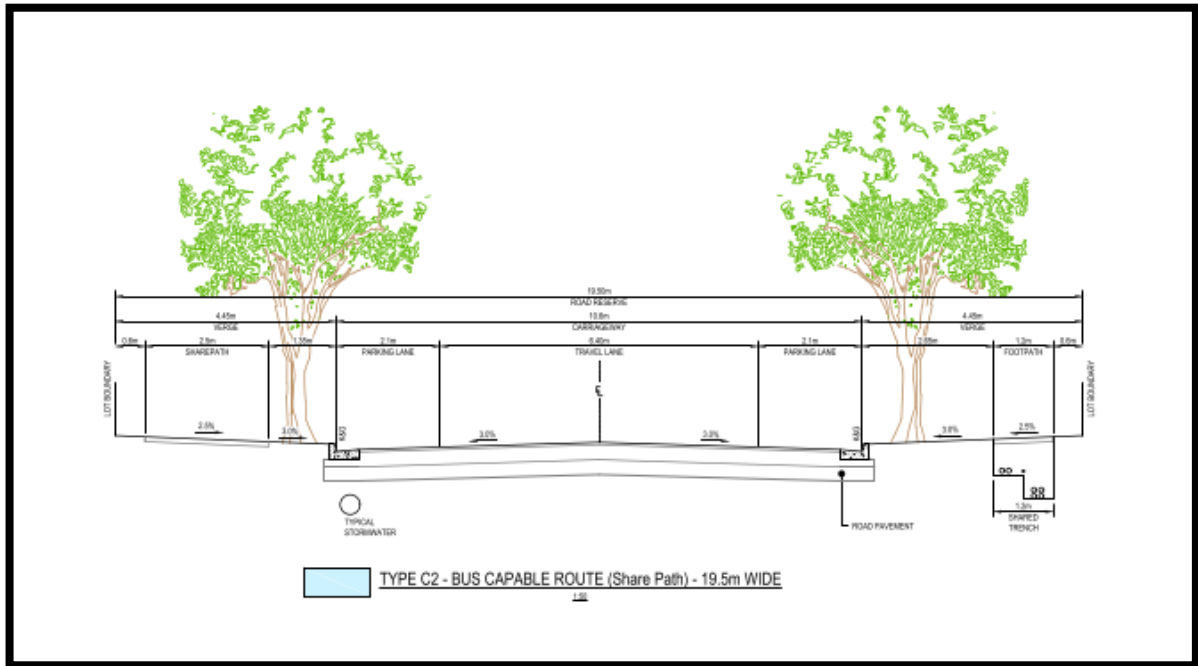 19.50m
ROAD RESERVE
4.45m 10.6m 4.45m
VERGE CARRIAGEWAY VERGE
0.6m 2.5m 1.35m 2.1m 6.40m 2.1m 2.65m 1.2m 0.6m
SHAREPATH PARKING LANE TRAVEL LANE PARKING LANE FOOTPATH
LOT BOUNDARY LOT BOUNDARY
2.5% 3.0% 3.0% 3.0% 3.0% 2.5%
TYPICAL
STORMWATER
ROAD PAVEMENT
1.2m
SHARED
TRENCH
TYPE C2 - BUS CAPABLE ROUTE (Share Path) - 19.5m WIDE
1:50